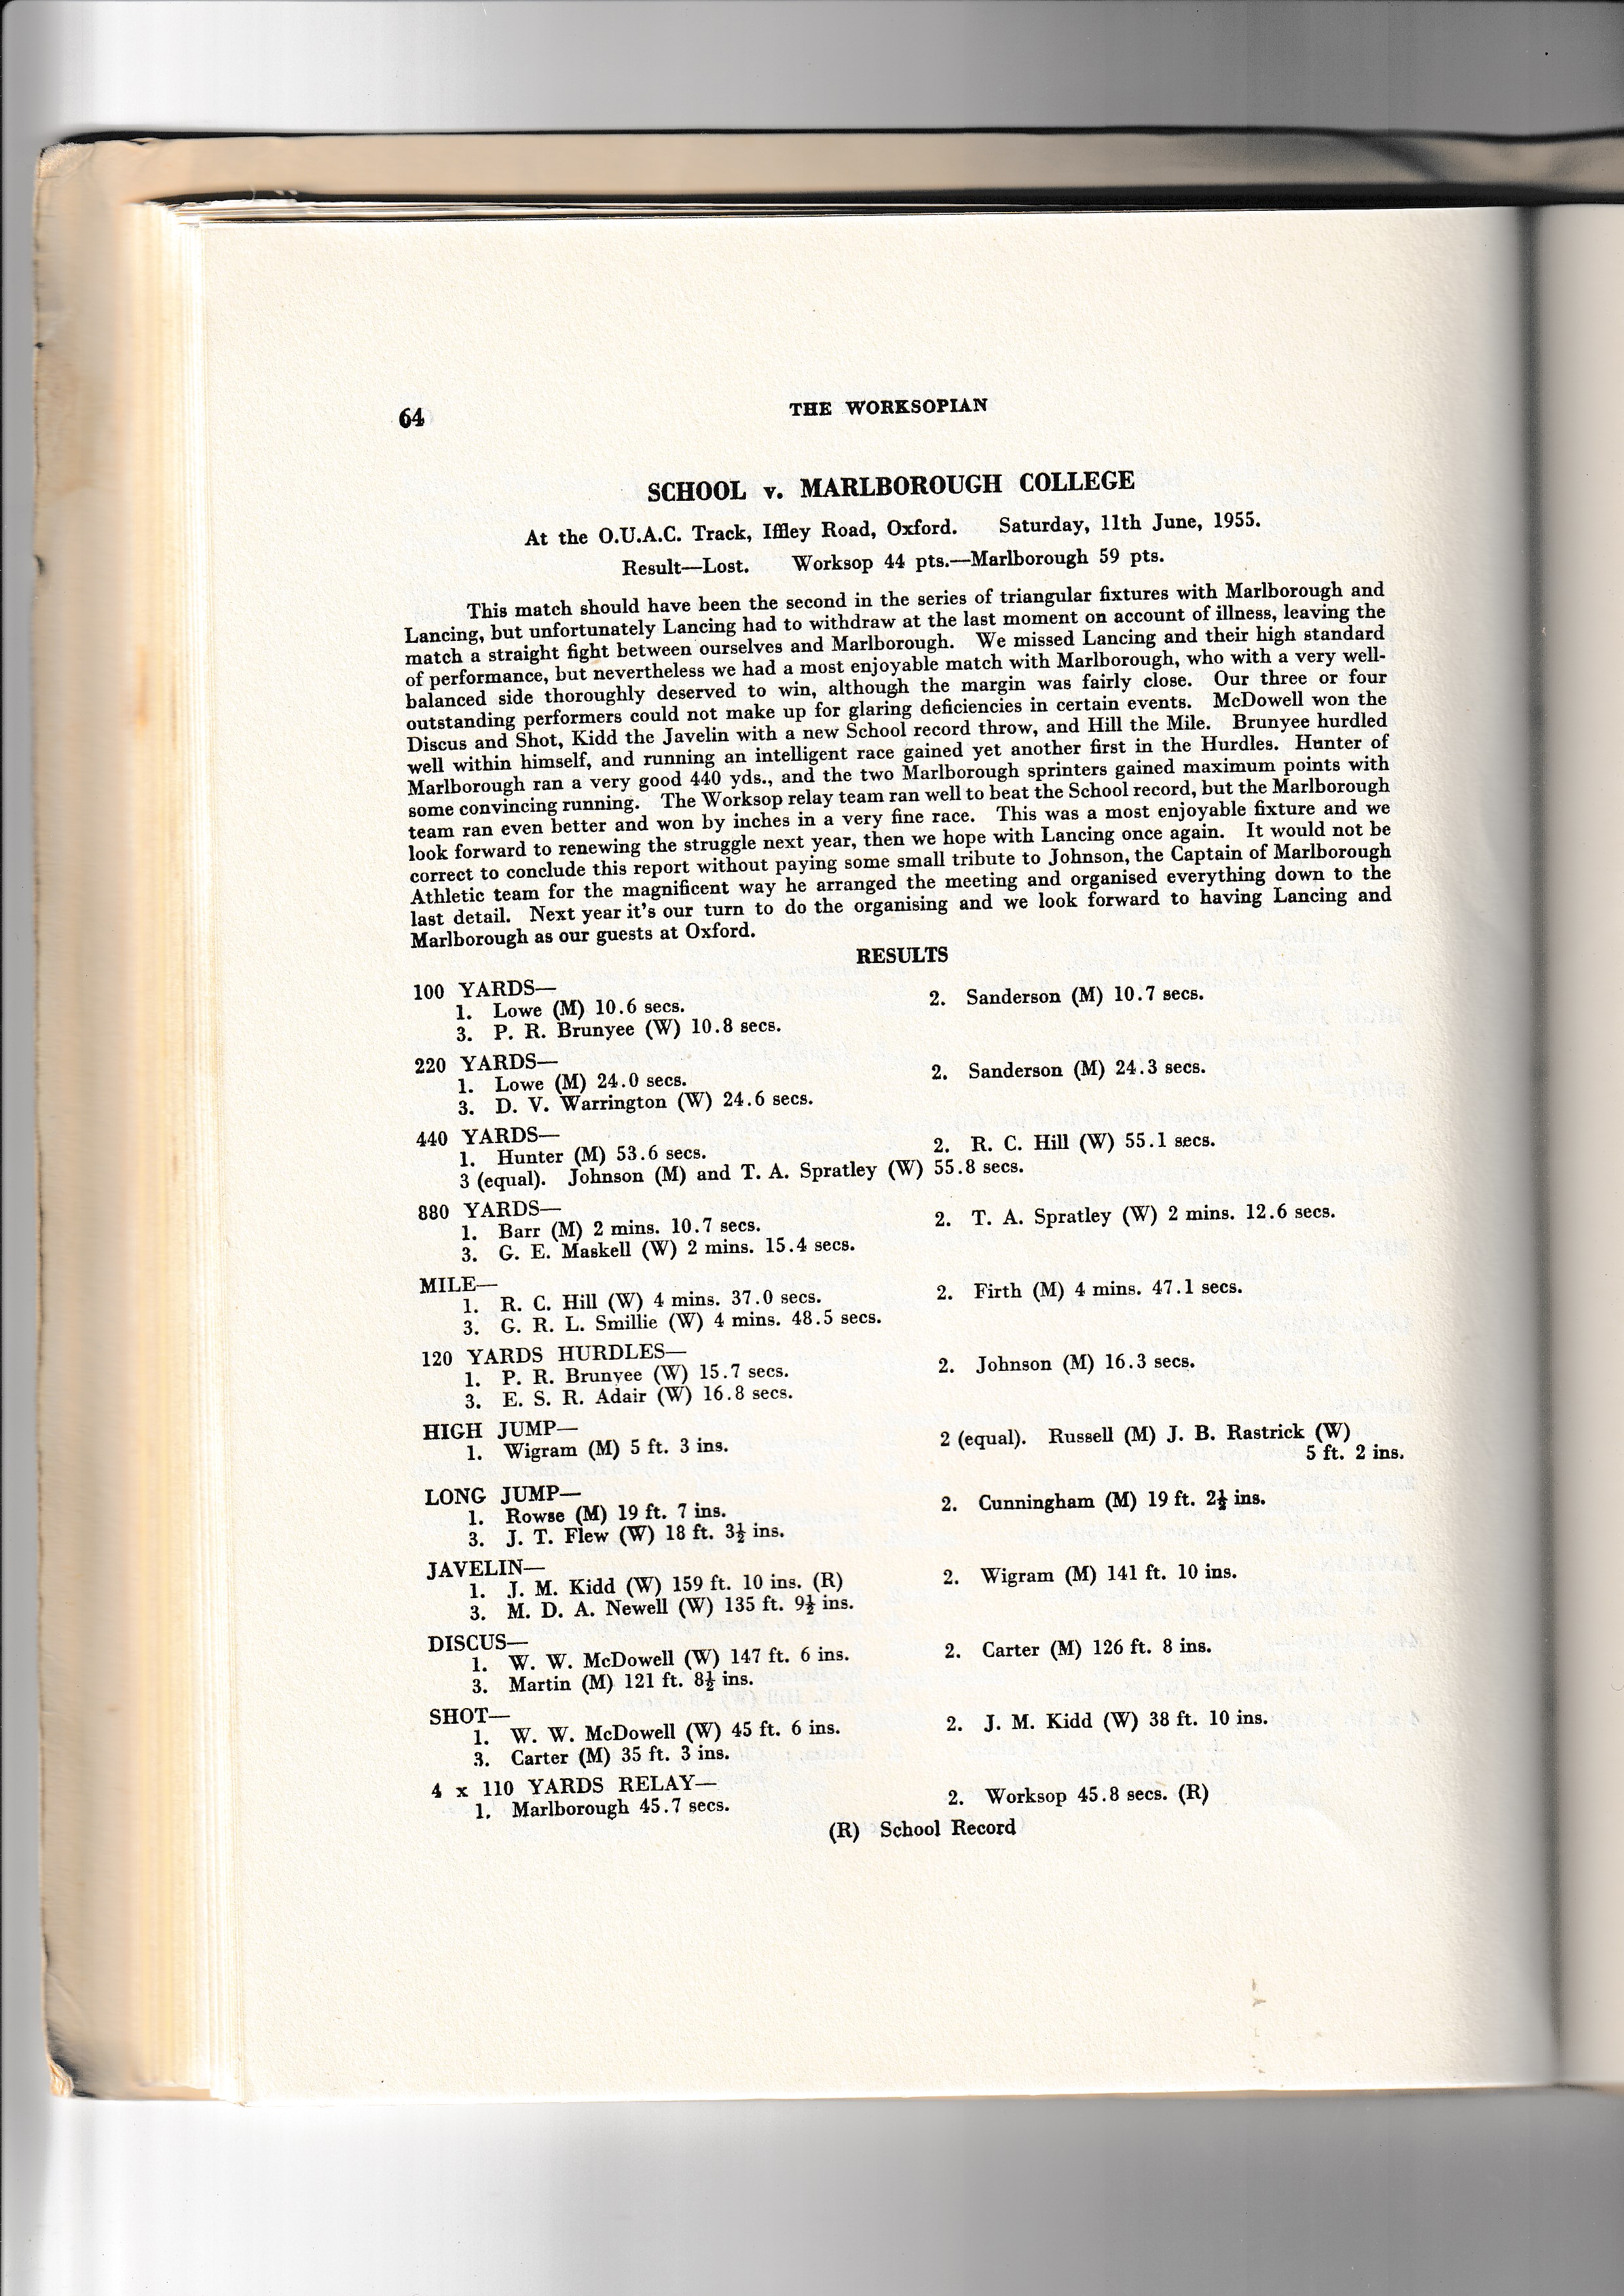 64
THE WORKSOPIAN
SCHOOL v. MARLBOROUGH COLLEGE
At the O.U.A.C. Track, Iffley Road, Oxford. Saturday, 11th June, 1955.
Result—Lost. Worksop 44 pts.—Marlborough 59 pts.
This match should have been the second in the series of triangular fixtures with Marlborough and
Lancing, but unfortunately Lancing had to withdraw at the last moment on account of illness, leaving the
match a straight fight between ourselves and Marlborough. We missed Lancing and their high standard
of performance, but nevertheless we had a most enjoyable match with Marlborough, who with a very well-
balanced side thoroughly deserved to win, although the margin was fairly close. Our three or four
outstanding performers could not make up for glaring deficiencies in certain events. McDowell won the
Discus and Shot, Kidd the Javelin with a new School record throw, and Hill the Mile. Brunyee hurdled
well within himself, and running an intelligent race gained yet another first in the Hurdles. Hunter of
Marlborough ran a very good 440 yds., and the two Marlborough sprinters gained maximum points with
some convincing running. The Worksop relay team ran well to beat the School record, but the Marlborough
team ran even better and won by inches in a very fine race. This was a most enjoyable fixture and we
look forward to renewing the struggle next year, then we hope with Lancing once again. It would not be
correct to conclude this report without paying some small tribute to Johnson, the Captain of Marlborough
Athletic team for the magnificent way he arranged the meeting and organised everything down to the
last detail. Next year it's our turn to do the organising and we look forward to having Lancing and
Marlborough as our guests at Oxford.
RESULTS
100 YARDS—
1. Lowe (M) 10.6 secs. 2. Sanderson (M) 10.7 secs.
3. P. R. Brunyee (W) 10.8 secs.
220 YARDS—
1. Lowe (M) 24.0 secs. 2. Sanderson (M) 24.3 secs.
3. D. V. Warrington (W) 24.6 secs.
440 YARDS—
1. Hunter (M) 53.6 secs. 2. R. C. Hill (W) 55.1 secs.
3 (equal). Johnson (M) and T. A. Spratley (W) 55.8 secs.
880 YARDS—
1. Barr (M) 2 mins. 10.7 secs. 2. T. A. Spratley (W) 2 mins. 12.6 secs.
3. G. E. Maskell (W) 2 mins. 15.4 secs.
MILE—
1. R. C. Hill (W) 4 mins. 37.0 secs. 2. Firth (M) 4 mins. 47.1 secs.
3. G. R. L. Smillie (W) 4 mins. 48.5 secs.
120 YARDS HURDLES—
1. P. R. Brunyee (W) 15.7 secs. 2. Johnson (M) 16.3 secs.
3. E. S. R. Adair (W) 16.8 secs.
HIGH JUMP—
1. Wigram (M) 5 ft. 3 ins. 2 (equal). Russell (M) J. B. Rastrick (W)
5 ft. 2 ins.
LONG JUMP—
1. Rowse (M) 19 ft. 7 ins. 2. Cunningham (M) 19 ft. 2½ ins.
3. J. T. Flew (W) 18 ft. 3½ ins.
JAVELIN—
1. J. M. Kidd (W) 159 ft. 10 ins. (R) 2. Wigram (M) 141 ft. 10 ins.
3. M. D. A. Newell (W) 135 ft. 9½ ins.
DISCUS—
1. W. W. McDowell (W) 147 ft. 6 ins. 2. Carter (M) 126 ft. 8 ins.
3. Martin (M) 121 ft. 8½ ins.
SHOT—
1. W. W. McDowell (W) 45 ft. 6 ins. 2. J. M. Kidd (W) 38 ft. 10 ins.
3. Carter (M) 35 ft. 3 ins.
4 x 110 YARDS RELAY—
1. Marlborough 45.7 secs. 2. Worksop 45.8 secs. (R)
(R) School Record